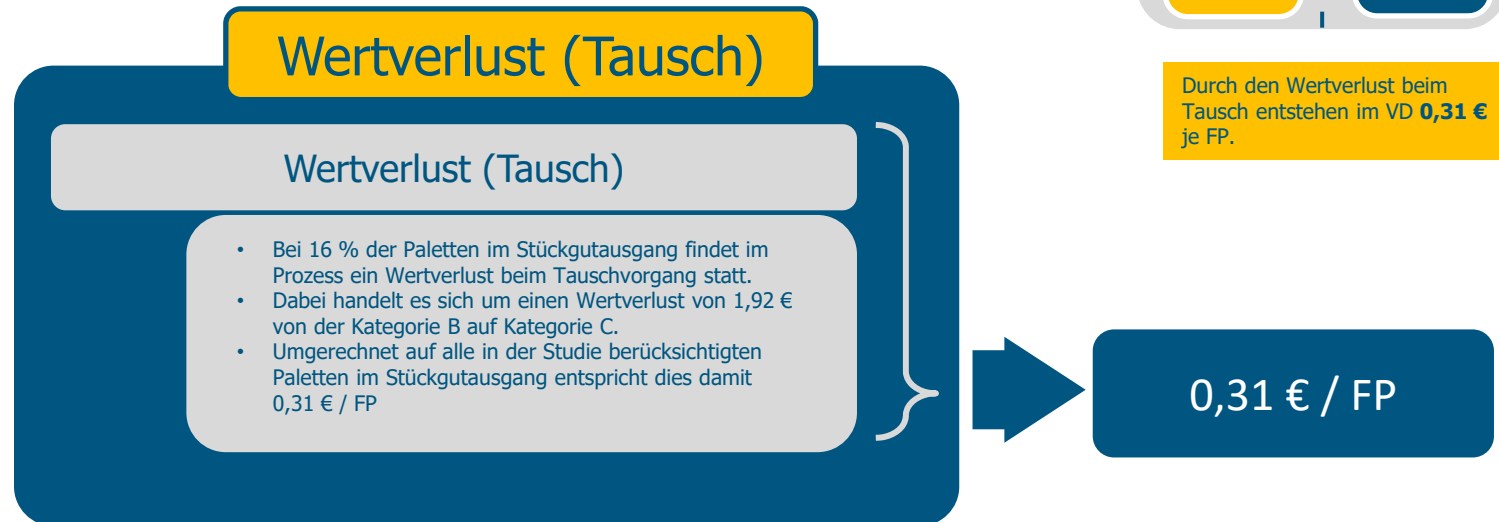 Wertverlust (Tausch)
Durch den Wertverlust beim
Tausch entstehen im VD 0,31 €
je FP.
Wertverlust (Tausch)
• Bei 16 % der Paletten im Stückgutausgang findet im
Prozess ein Wertverlust beim Tauschvorgang statt.
• Dabei handelt es sich um einen Wertverlust von 1,92 €
von der Kategorie B auf Kategorie C.
• Umgerechnet auf alle in der Studie berücksichtigten
Paletten im Stückgutausgang entspricht dies damit
0,31 € / FP
0,31 € / FP